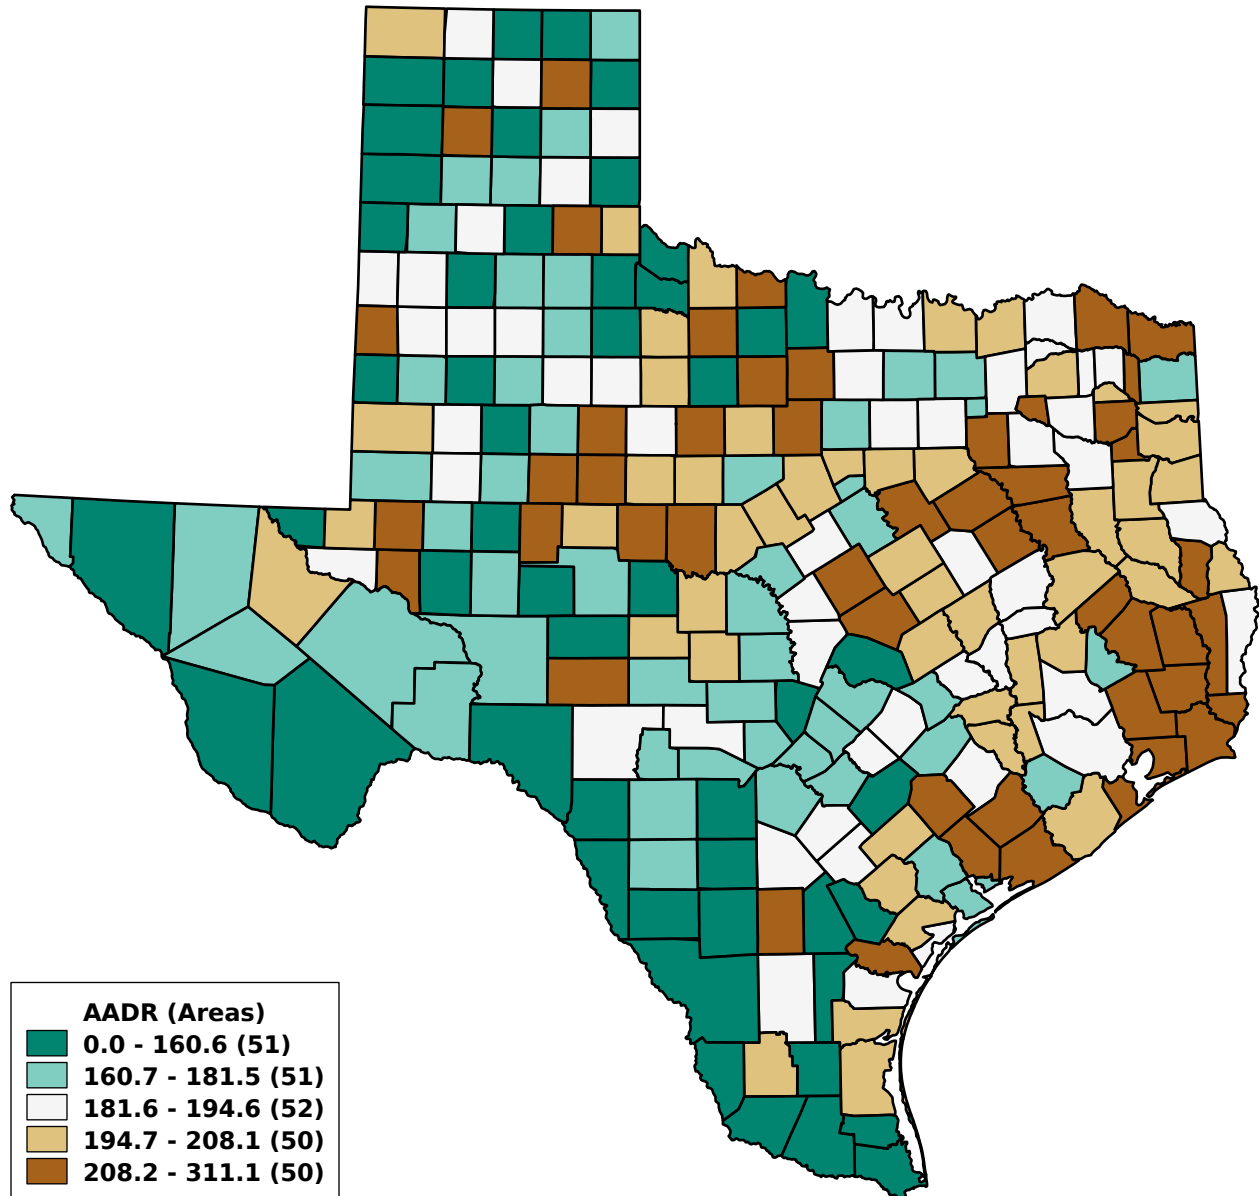 AADR (Areas)
0.0 - 160.6 (51)
160.7 - 181.5 (51)
181.6 - 194.6 (52)
194.7 - 208.1 (50)
208.2 - 311.1 (50)